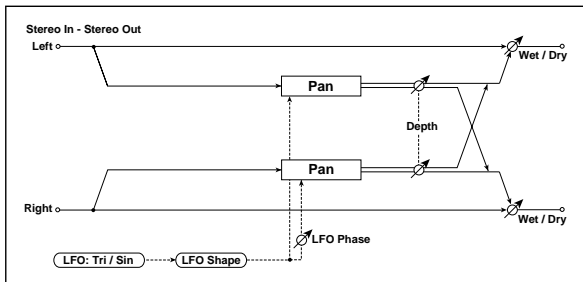 Stereo In - Stereo Out
Left
Wet / Dry
Pan
Depth
Pan
Right
Wet / Dry
LFO Phase
LFO: Tri / Sin
LFO Shape